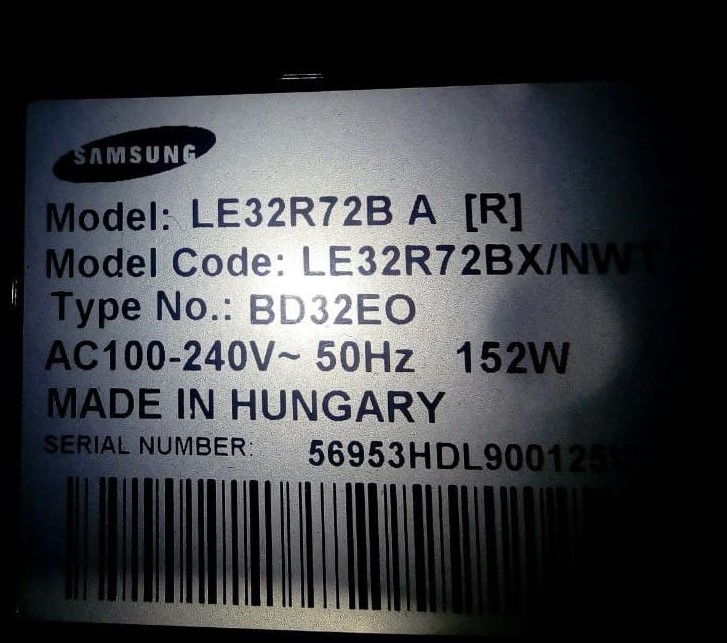 SAMSUNG
Model: LE32R72B A [R]
Model Code: LE32R72BX/NWT
Type No.: BD32EO
AC100-240V~ 50Hz 152W
MADE IN HUNGARY
SERIAL NUMBER: 56953HDL900125V